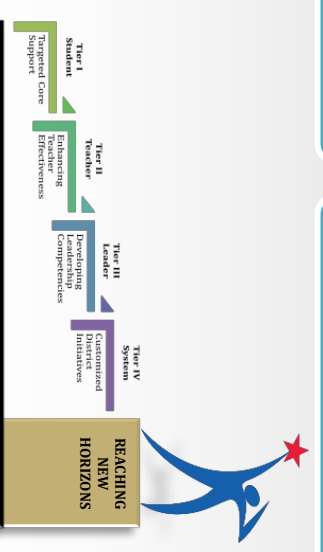 Tier I
Student
Targeted Core
Support
Tier II
Teacher
Enhancing
Teacher
Effectiveness
Tier III
Leader
Developing
Leadership
Competencies
Tier IV
System
Customized
District
Initiatives
REACHING
NEW
HORIZONS